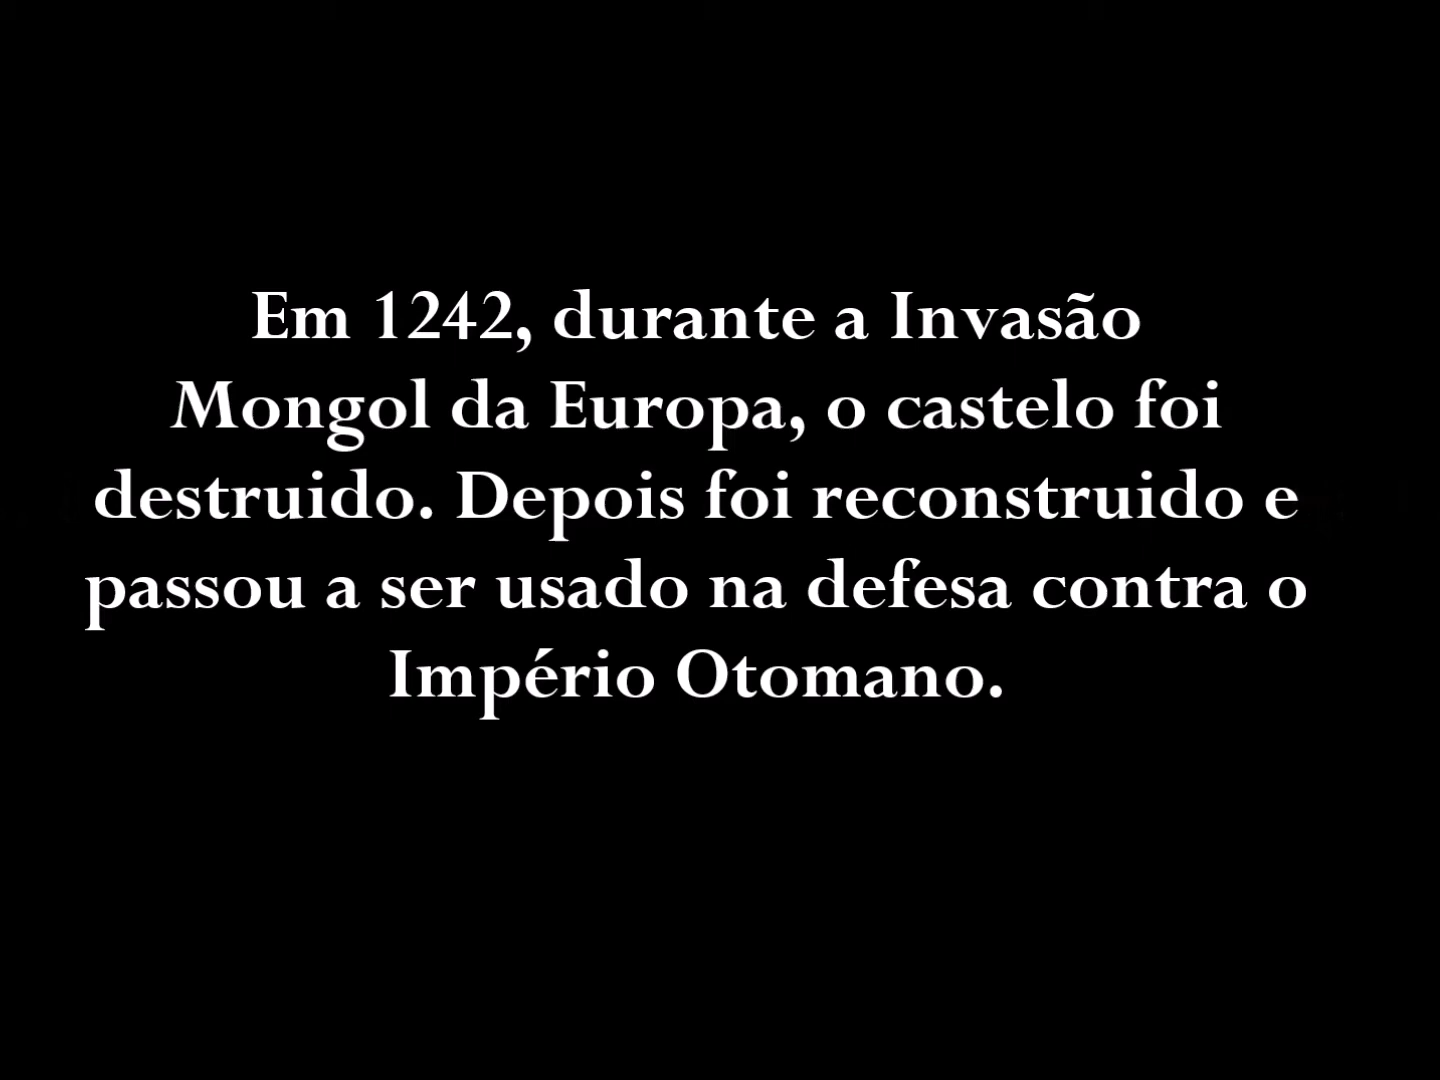 Em 1242, durante a Invasão
Mongol da Europa, o castelo foi
destruido. Depois foi reconstruido e
passou a ser usado na defesa contra o
Império Otomano.